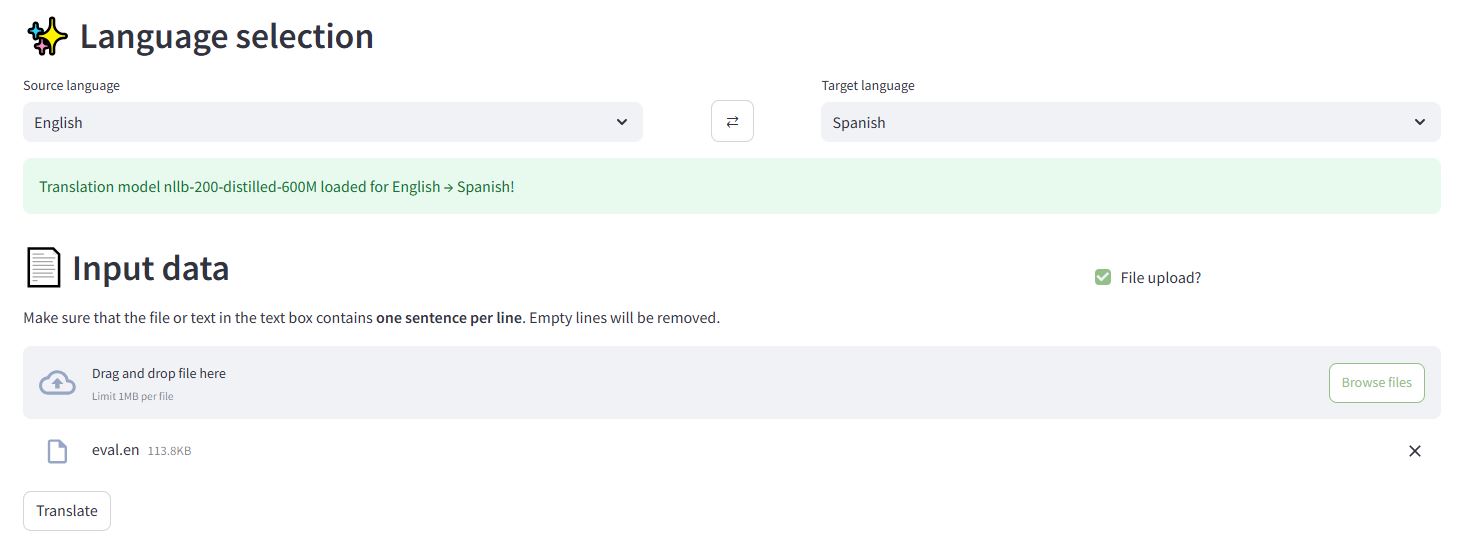 ✨ Language selection
Source language
Target language
English
⇄
Spanish
Translation model nllb-200-distilled-600M loaded for English → Spanish!
📄 Input data
File upload?
Make sure that the file or text in the text box contains one sentence per line. Empty lines will be removed.
Drag and drop file here
Limit 1MB per file
Browse files
eval.en 113.8KB
Translate